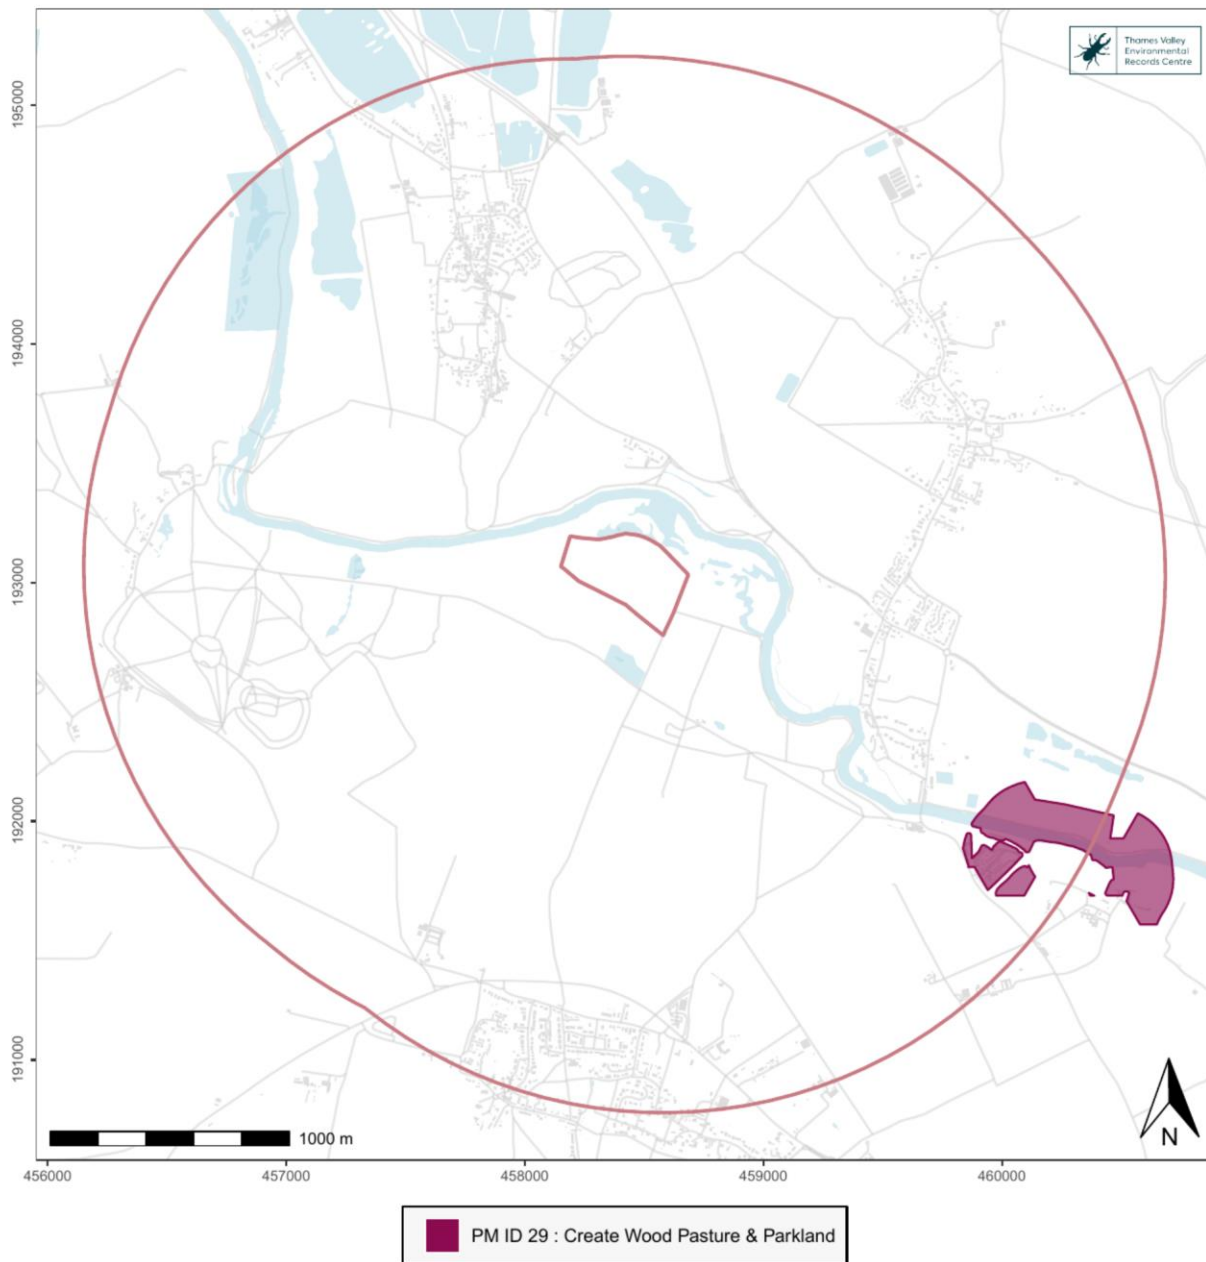 Thames Valley
Environmental
Records Centre
195000
194000
193000
192000
191000
1000 m
N
456000
457000
458000
459000
460000
PM ID 29 : Create Wood Pasture & Parkland